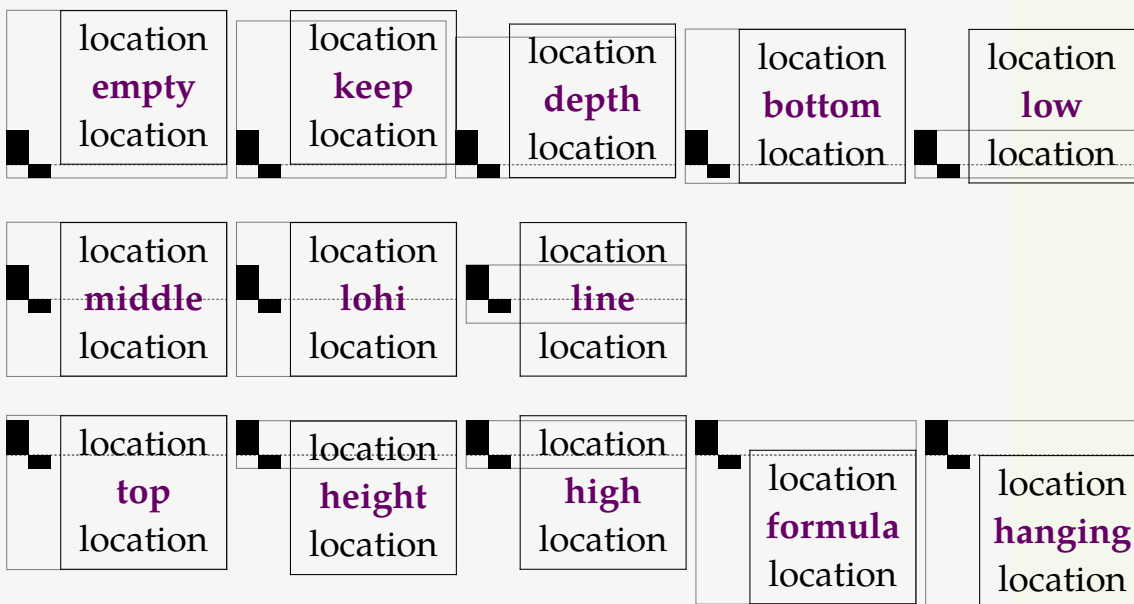 location
empty
location
location
keep
location
location
depth
location
location
bottom
location
location
low
location
location
middle
location
location
lohi
location
location
line
location
location
top
location
location
height
location
location
high
location
location
formula
location
location
hanging
location